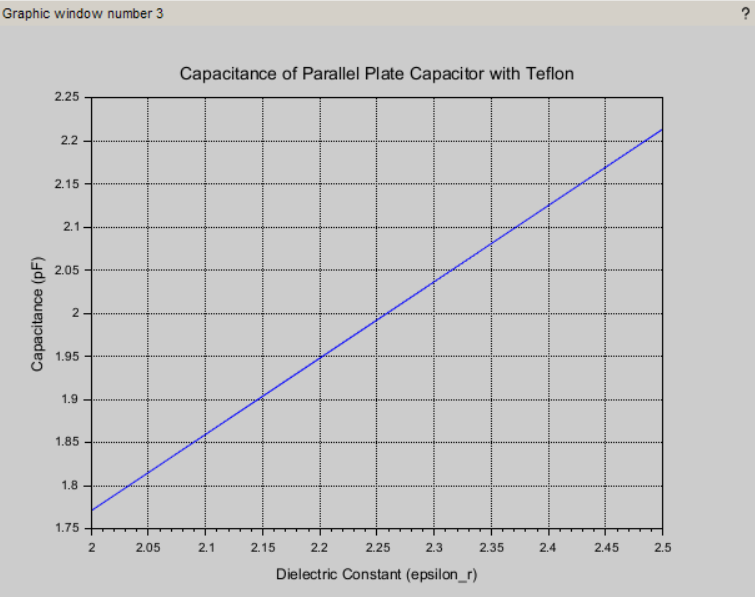 Graphic window number 3
?
Capacitance of Parallel Plate Capacitor with Teflon
2.25
2.2
2.15
2.1
2.05
2
1.95
1.9
1.85
1.8
1.75
Capacitance (pF)
2 2.05 2.1 2.15 2.2 2.25 2.3 2.35 2.4 2.45 2.5
Dielectric Constant (epsilon_r)